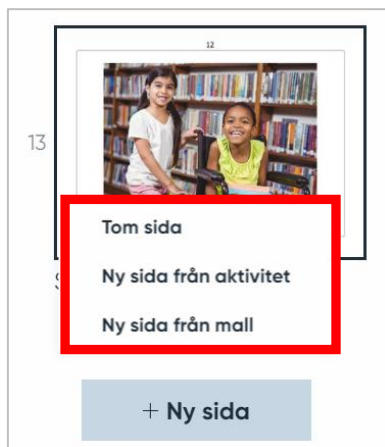 12
13
Tom sida
Ny sida från aktivitet
Ny sida från mall
+ Ny sida